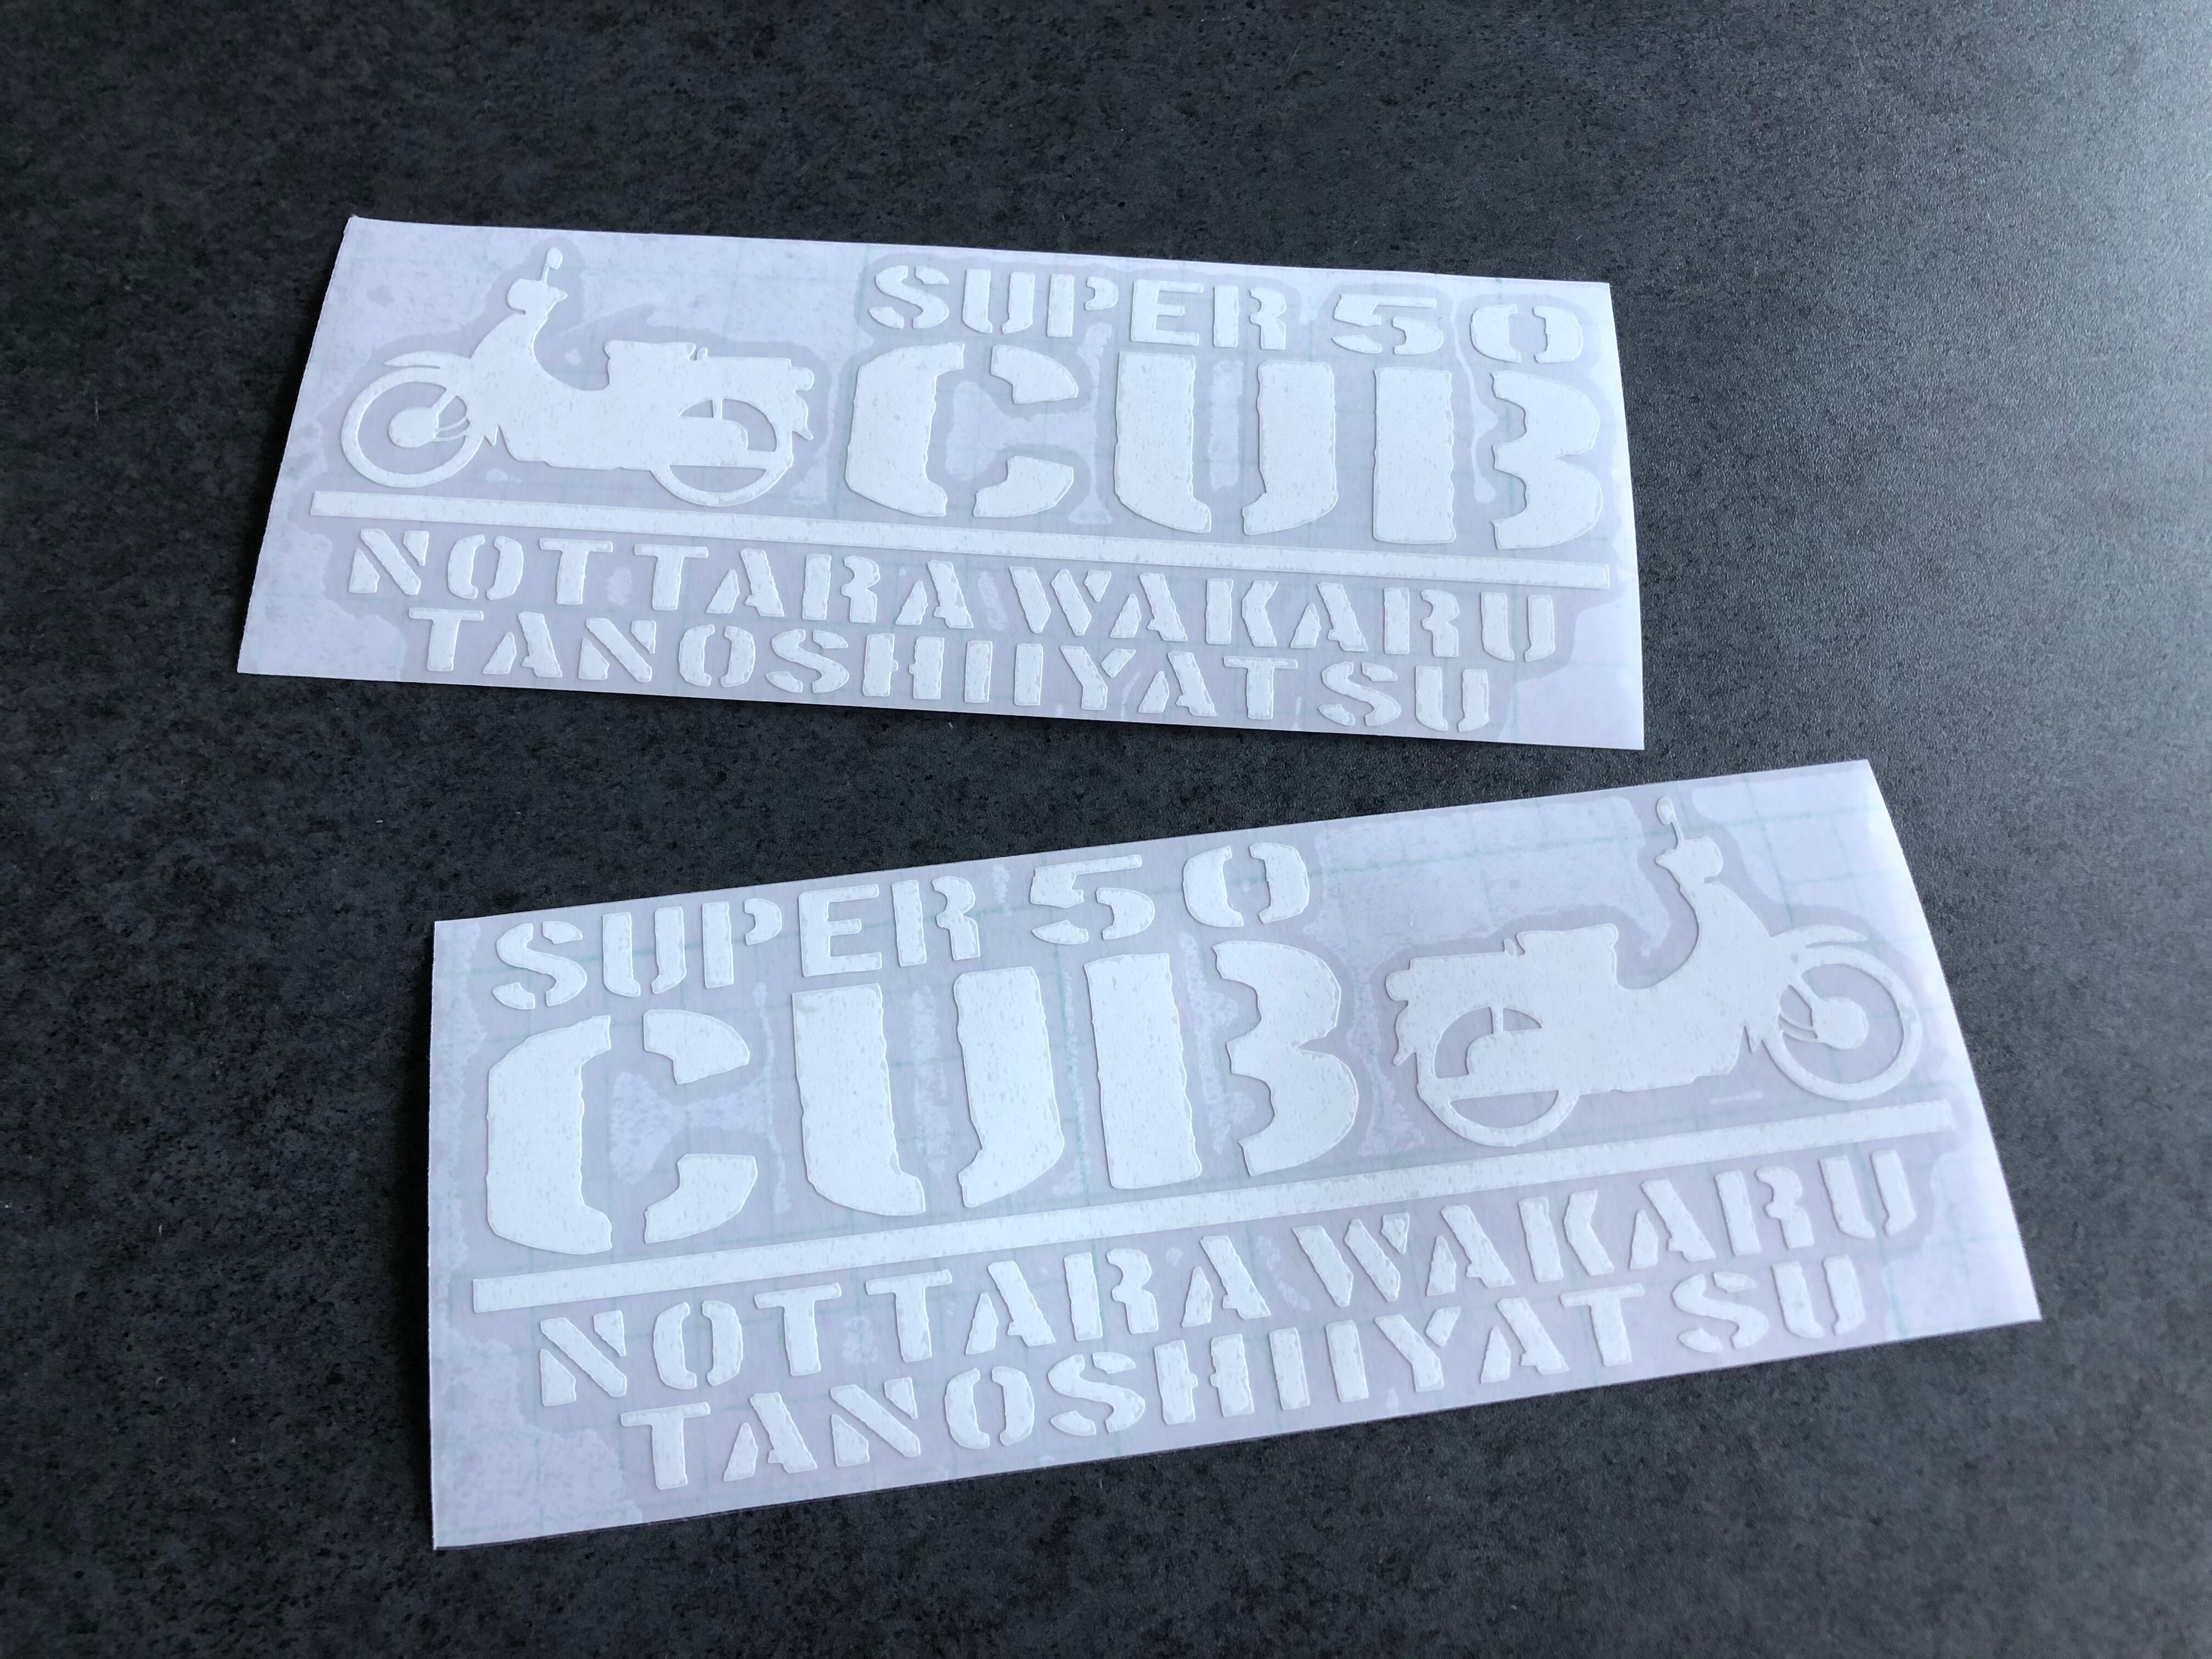 SUPER 50
CUB
NOTTARA WAKARU
TANOSHIIYATSU
SUPER 50
CUB
NOTTARA WAKARU
TANOSHIIYATSU